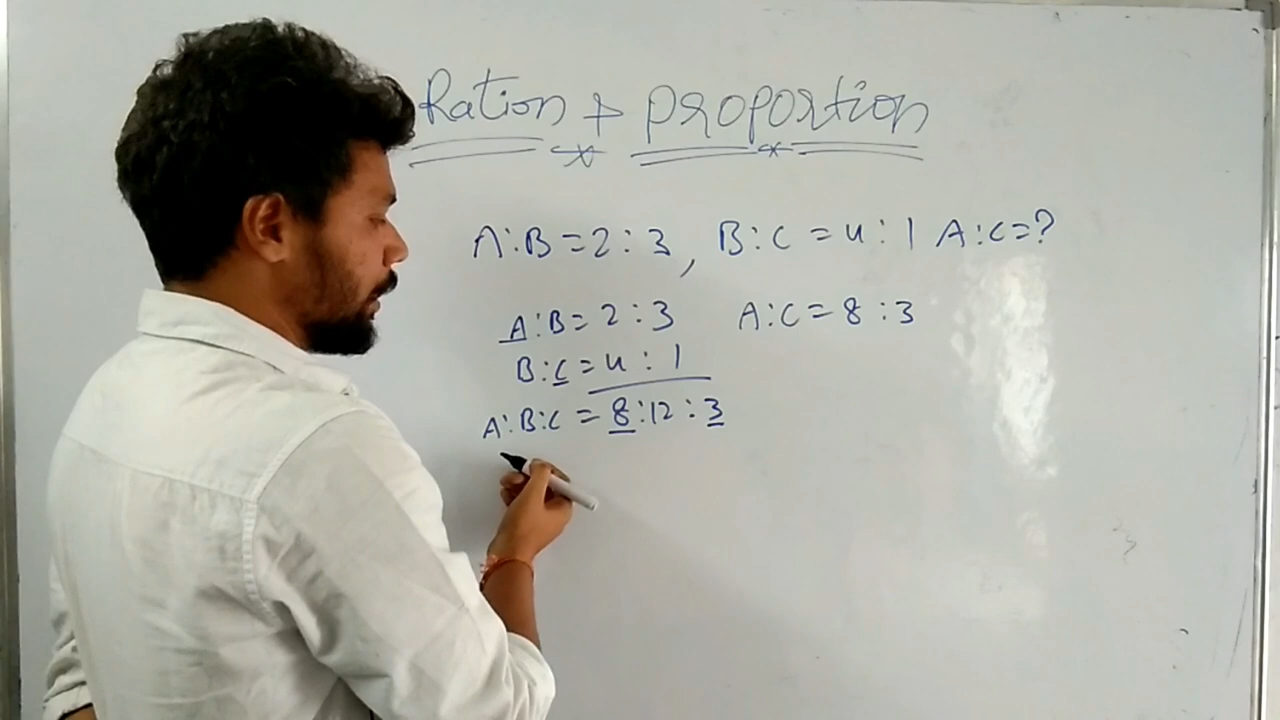 Ration & proportion
A:B = 2:3, B:C = 4:1 A:C=?
A:B = 2:3 A:C = 8:3
B:C = 4:1
A:B:C = 8:12:3